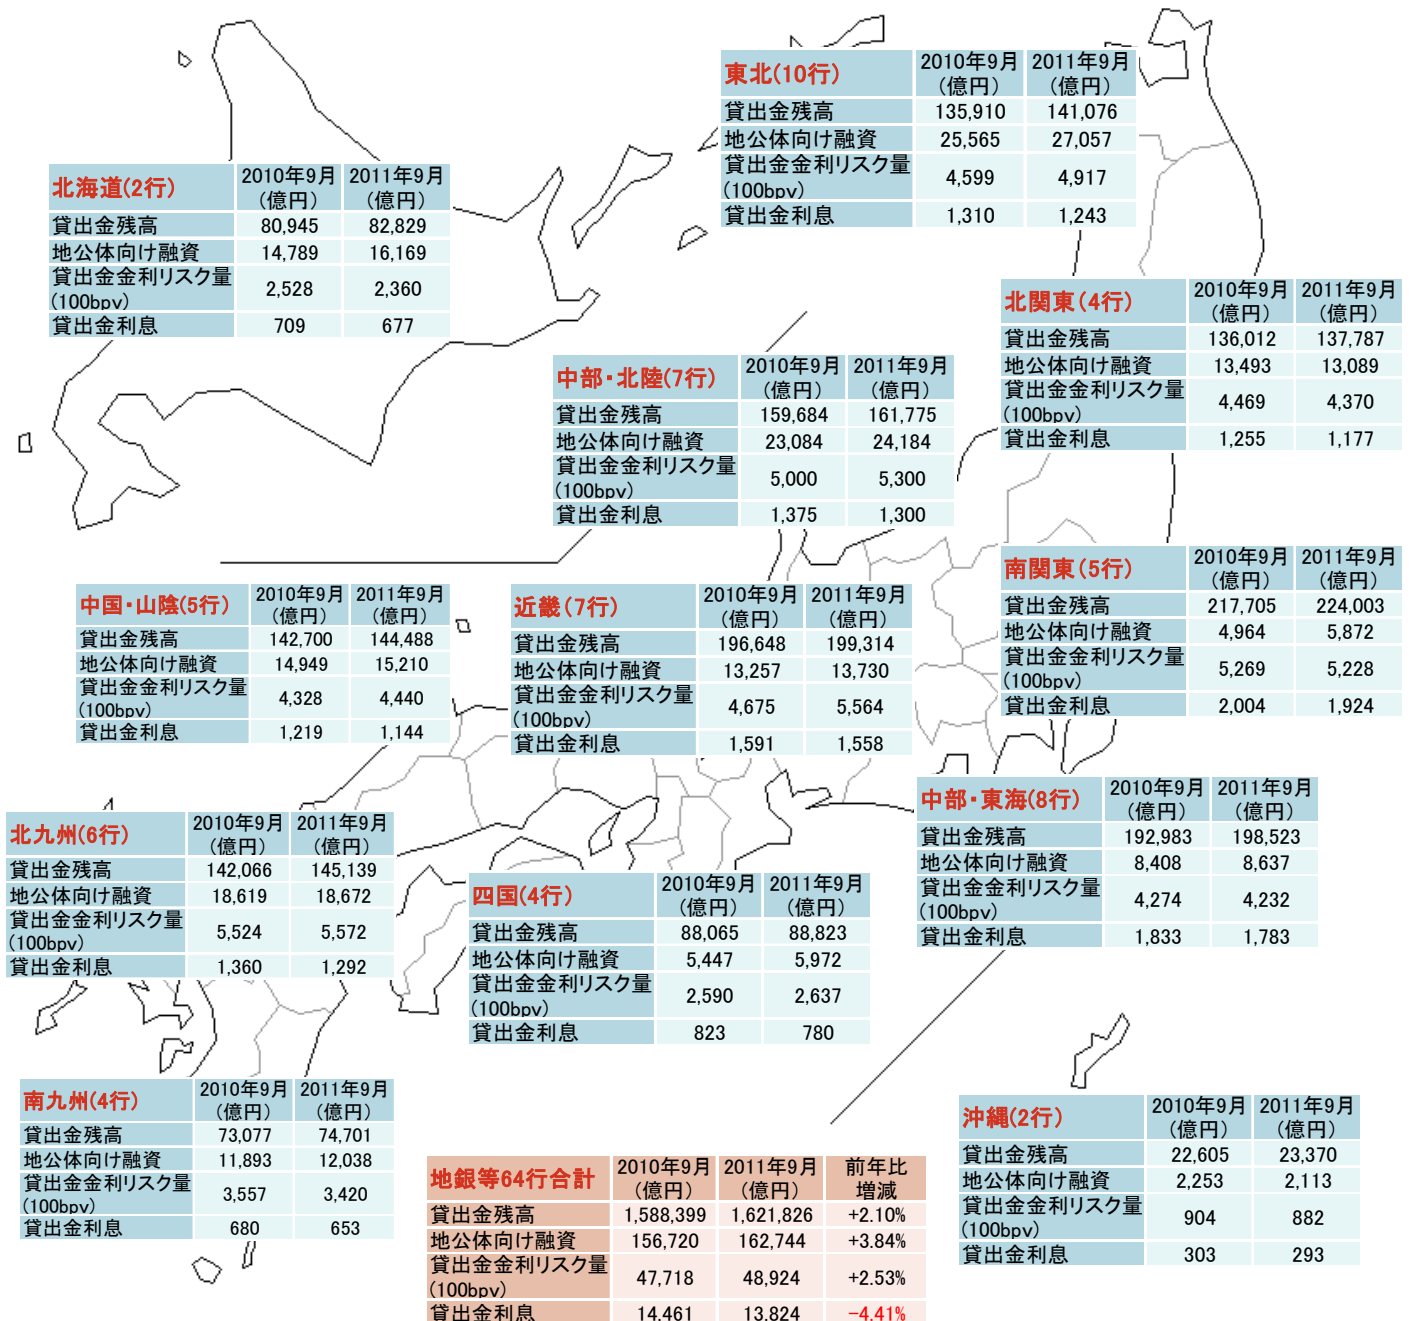 東北(10行) 2010年9月(億円) 2011年9月(億円)
貸出金残高 135,910 141,076
地公体向け融資 25,565 27,057
貸出金金利リスク量(100bpv) 4,599 4,917
貸出金利息 1,310 1,243
北海道(2行) 2010年9月(億円) 2011年9月(億円)
貸出金残高 80,945 82,829
地公体向け融資 14,789 16,169
貸出金金利リスク量(100bpv) 2,528 2,360
貸出金利息 709 677
北関東(4行) 2010年9月(億円) 2011年9月(億円)
貸出金残高 136,012 137,787
地公体向け融資 13,493 13,089
貸出金金利リスク量(100bpv) 4,469 4,370
貸出金利息 1,255 1,177
中部・北陸(7行) 2010年9月(億円) 2011年9月(億円)
貸出金残高 159,684 161,775
地公体向け融資 23,084 24,184
貸出金金利リスク量(100bpv) 5,000 5,300
貸出金利息 1,375 1,300
南関東(5行) 2010年9月(億円) 2011年9月(億円)
貸出金残高 217,705 224,003
地公体向け融資 4,964 5,872
貸出金金利リスク量(100bpv) 5,269 5,228
貸出金利息 2,004 1,924
中国・山陰(5行) 2010年9月(億円) 2011年9月(億円)
貸出金残高 142,700 144,488
地公体向け融資 14,949 15,210
貸出金金利リスク量(100bpv) 4,328 4,440
貸出金利息 1,219 1,144
近畿(7行) 2010年9月(億円) 2011年9月(億円)
貸出金残高 196,648 199,314
地公体向け融資 13,257 13,730
貸出金金利リスク量(100bpv) 4,675 5,564
貸出金利息 1,591 1,558
中部・東海(8行) 2010年9月(億円) 2011年9月(億円)
貸出金残高 192,983 198,523
地公体向け融資 8,408 8,637
貸出金金利リスク量(100bpv) 4,274 4,232
貸出金利息 1,833 1,783
北九州(6行) 2010年9月(億円) 2011年9月(億円)
貸出金残高 142,066 145,139
地公体向け融資 18,619 18,672
貸出金金利リスク量(100bpv) 5,524 5,572
貸出金利息 1,360 1,292
四国(4行) 2010年9月(億円) 2011年9月(億円)
貸出金残高 88,065 88,823
地公体向け融資 5,447 5,972
貸出金金利リスク量(100bpv) 2,590 2,637
貸出金利息 823 780
南九州(4行) 2010年9月(億円) 2011年9月(億円)
貸出金残高 73,077 74,701
地公体向け融資 11,893 12,038
貸出金金利リスク量(100bpv) 3,557 3,420
貸出金利息 680 653
沖縄(2行) 2010年9月(億円) 2011年9月(億円)
貸出金残高 22,605 23,370
地公体向け融資 2,253 2,113
貸出金金利リスク量(100bpv) 904 882
貸出金利息 303 293
地銀等64行合計 2010年9月(億円) 2011年9月(億円) 前年比増減
貸出金残高 1,588,399 1,621,826 +2.10%
地公体向け融資 156,720 162,744 +3.84%
貸出金金利リスク量(100bpv) 47,718 48,924 +2.53%
貸出金利息 14,461 13,824 −4.41%